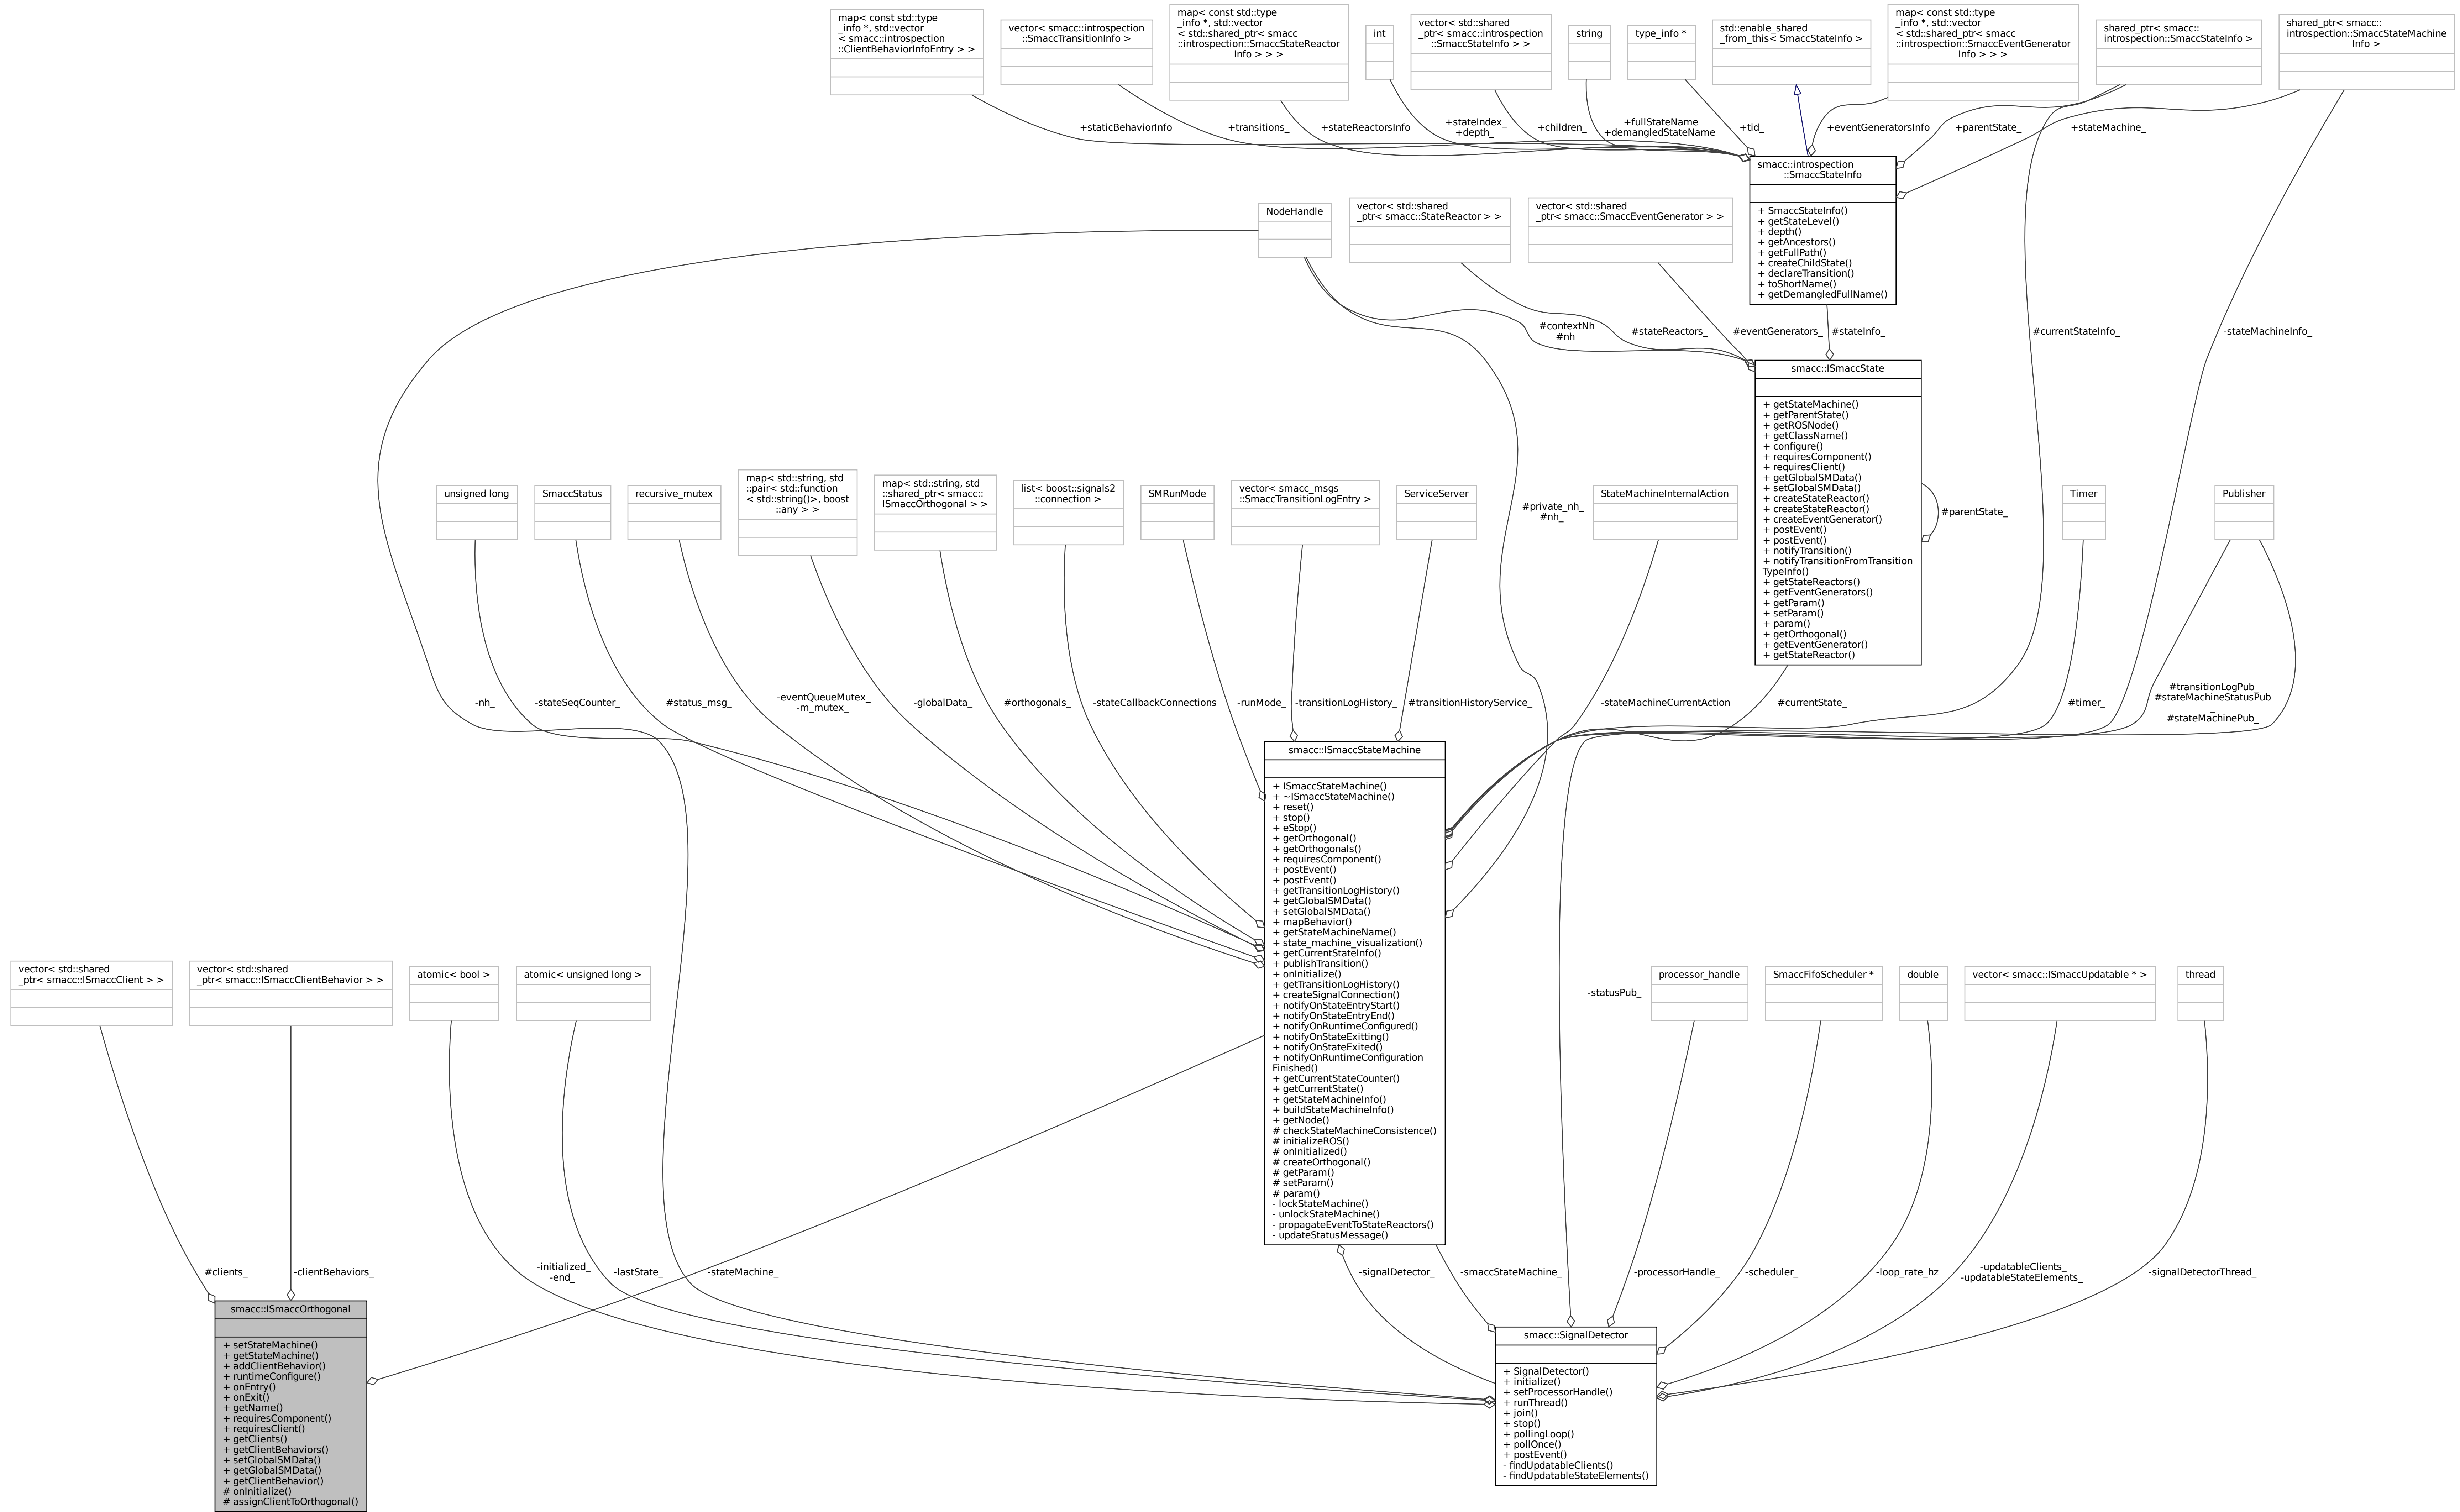 map< const std::type
_info *, std::vector
< smacc::introspection
::ClientBehaviorInfoEntry > >
vector< smacc::introspection
::SmaccTransitionInfo >
map< const std::type
_info *, std::vector
< std::shared_ptr< smacc
::introspection::SmaccStateReactor
Info > > >
int
vector< std::shared
_ptr< smacc::introspection
::SmaccStateInfo > >
string
type_info *
std::enable_shared
_from_this< SmaccStateInfo >
map< const std::type
_info *, std::vector
< std::shared_ptr< smacc
::introspection::SmaccEventGenerator
Info > > >
shared_ptr< smacc::
introspection::SmaccStateInfo >
shared_ptr< smacc::
introspection::SmaccStateMachine
Info >
+staticBehaviorInfo
+transitions_
+stateReactorsInfo
+stateIndex_
+depth_
+children_
+fullStateName
+demangledStateName
+tid_
+eventGeneratorsInfo
+parentState_
+stateMachine_
smacc::introspection
::SmaccStateInfo
+ SmaccStateInfo()
+ getStateLevel()
+ depth()
+ getAncestors()
+ getFullPath()
+ createChildState()
+ declareTransition()
+ toShortName()
+ getDemangledFullName()
NodeHandle
vector< std::shared
_ptr< smacc::StateReactor > >
vector< std::shared
_ptr< smacc::SmaccEventGenerator > >
#contextNh
#nh
#stateReactors_
#eventGenerators_
#stateInfo_
#currentStateInfo_
-stateMachineInfo_
smacc::ISmaccState
+ getStateMachine()
+ getParentState()
+ getROSNode()
+ getClassName()
+ configure()
+ requiresComponent()
+ requiresClient()
+ getGlobalSMData()
+ setGlobalSMData()
+ createStateReactor()
+ createStateReactor()
+ createEventGenerator()
+ postEvent()
+ postEvent()
+ notifyTransition()
+ notifyTransitionFromTransition
TypeInfo()
+ getStateReactors()
+ getEventGenerators()
+ getParam()
+ setParam()
+ param()
+ getOrthogonal()
+ getEventGenerator()
+ getStateReactor()
#parentState_
unsigned long
SmaccStatus
recursive_mutex
map< std::string, std
::pair< std::function
< std::string()>, boost
::any > >
map< std::string, std
::shared_ptr< smacc::
ISmaccOrthogonal > >
list< boost::signals2
::connection >
SMRunMode
vector< smacc_msgs
::SmaccTransitionLogEntry >
ServiceServer
#private_nh_
#nh_
StateMachineInternalAction
Timer
Publisher
-nh_
-stateSeqCounter_
#status_msg_
-eventQueueMutex_
-m_mutex_
-globalData_
#orthogonals_
-stateCallbackConnections
-runMode_
-transitionLogHistory_
#transitionHistoryService_
-stateMachineCurrentAction
#currentState_
#timer_
#transitionLogPub_
#stateMachineStatusPub
_
#stateMachinePub_
smacc::ISmaccStateMachine
+ ISmaccStateMachine()
+ ~ISmaccStateMachine()
+ reset()
+ stop()
+ eStop()
+ getOrthogonal()
+ getOrthogonals()
+ requiresComponent()
+ postEvent()
+ postEvent()
+ getTransitionLogHistory()
+ getGlobalSMData()
+ setGlobalSMData()
+ mapBehavior()
+ getStateMachineName()
+ state_machine_visualization()
+ getCurrentStateInfo()
+ publishTransition()
+ onInitialize()
+ getTransitionLogHistory()
+ createSignalConnection()
+ notifyOnStateEntryStart()
+ notifyOnStateEntryEnd()
+ notifyOnRuntimeConfigured()
+ notifyOnStateExitting()
+ notifyOnStateExited()
+ notifyOnRuntimeConfiguration
Finished()
+ getCurrentStateCounter()
+ getCurrentState()
+ getStateMachineInfo()
+ buildStateMachineInfo()
+ getNode()
# checkStateMachineConsistence()
# initializeROS()
# onInitialized()
# createOrthogonal()
# getParam()
# setParam()
# param()
- lockStateMachine()
- unlockStateMachine()
- propagateEventToStateReactors()
- updateStatusMessage()
vector< std::shared
_ptr< smacc::ISmaccClient > >
vector< std::shared
_ptr< smacc::ISmaccClientBehavior > >
atomic< bool >
atomic< unsigned long >
-statusPub_
processor_handle
SmaccFifoScheduler *
double
vector< smacc::ISmaccUpdatable * >
thread
#clients_
-clientBehaviors_
-initialized_
-end_
-lastState_
-stateMachine_
-signalDetector_
-smaccStateMachine_
-processorHandle_
-scheduler_
-loop_rate_hz
-updatableClients_
-updatableStateElements_
-signalDetectorThread_
smacc::ISmaccOrthogonal
+ setStateMachine()
+ getStateMachine()
+ addClientBehavior()
+ runtimeConfigure()
+ onEntry()
+ onExit()
+ getName()
+ requiresComponent()
+ requiresClient()
+ getClients()
+ getClientBehaviors()
+ setGlobalSMData()
+ getGlobalSMData()
+ getClientBehavior()
# onInitialize()
# assignClientToOrthogonal()
smacc::SignalDetector
+ SignalDetector()
+ initialize()
+ setProcessorHandle()
+ runThread()
+ join()
+ stop()
+ pollingLoop()
+ pollOnce()
+ postEvent()
- findUpdatableClients()
- findUpdatableStateElements()